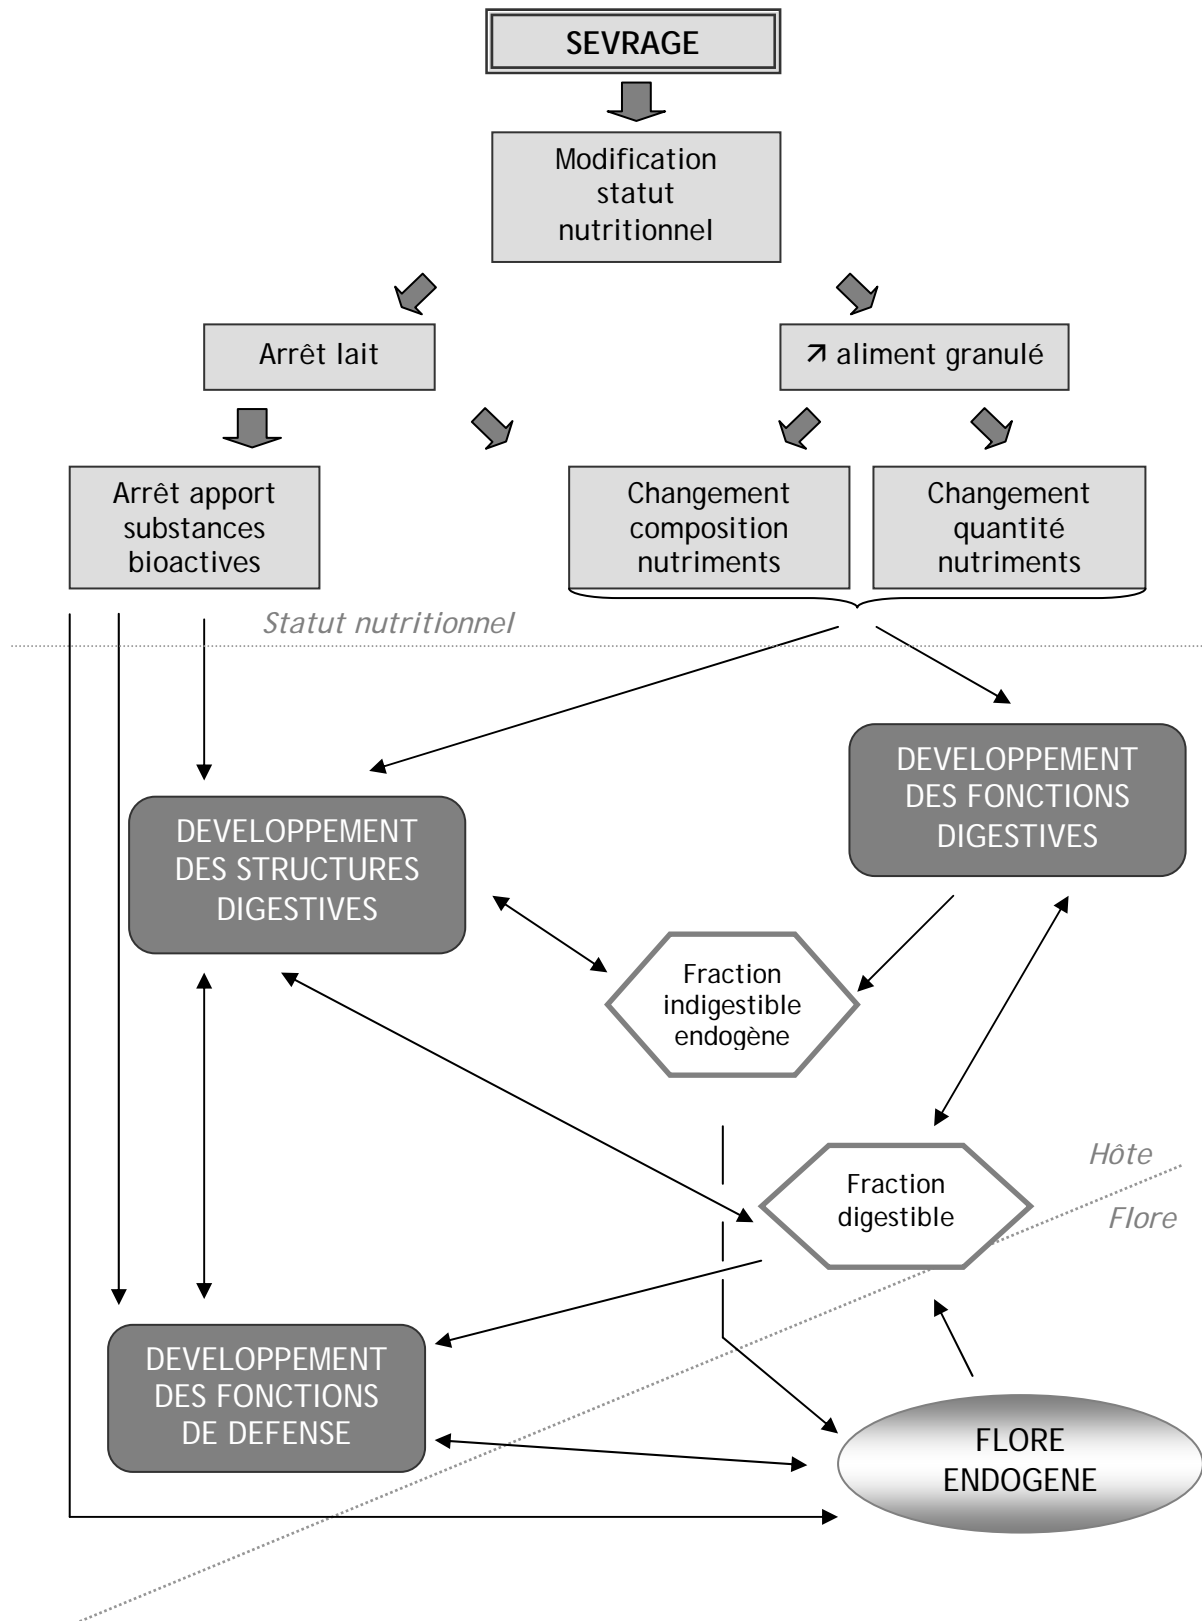 SEVRAGE
Modification
statut
nutritionnel
Arrêt lait
↗ aliment granulé
Arrêt apport
substances
bioactives
Changement
composition
nutriments
Changement
quantité
nutriments
Statut nutritionnel
DEVELOPPEMENT
DES FONCTIONS
DIGESTIVES
DEVELOPPEMENT
DES STRUCTURES
DIGESTIVES
Fraction
indigestible
endogène
Hôte
Fraction
digestible
Flore
DEVELOPPEMENT
DES FONCTIONS
DE DEFENSE
FLORE
ENDOGENE